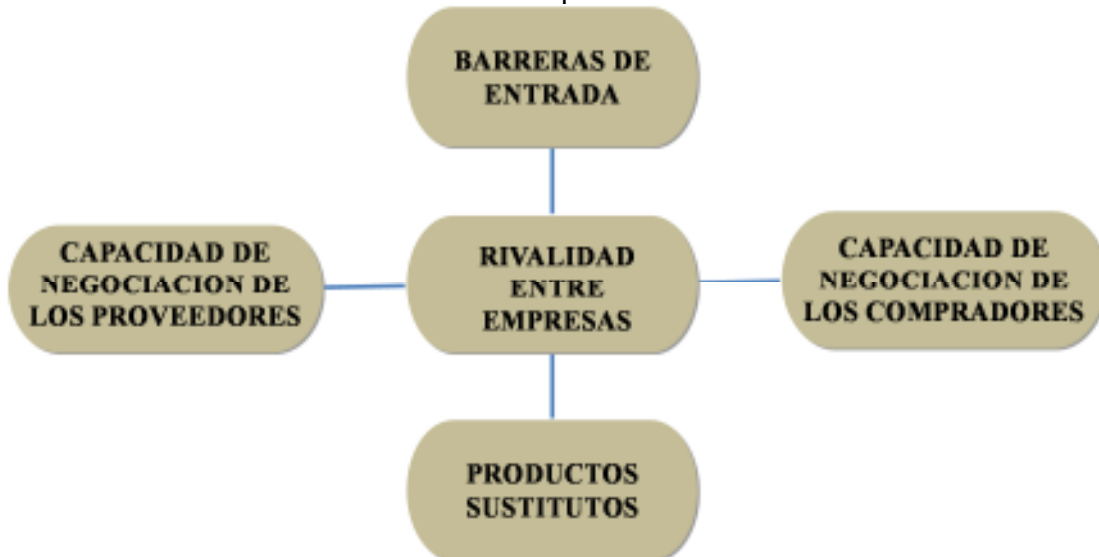 BARRERAS DE
ENTRADA
CAPACIDAD DE
NEGOCIACION DE
LOS PROVEEDORES
RIVALIDAD
ENTRE
EMPRESAS
CAPACIDAD DE
NEGOCIACION DE
LOS COMPRADORES
PRODUCTOS
SUSTITUTOS